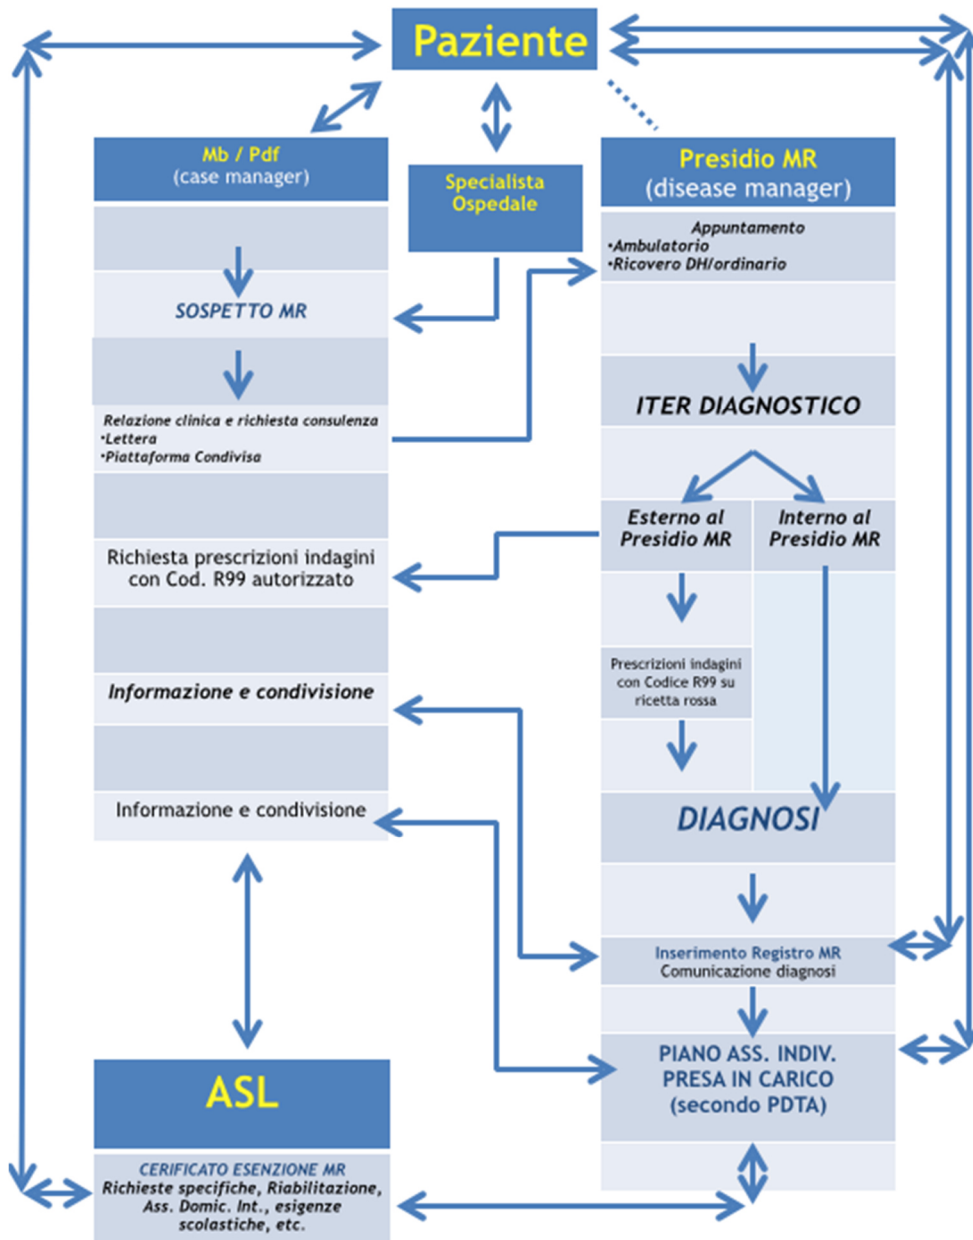 Paziente
Mb / Pdf
(case manager)
SOSPETTO MR
Relazione clinica e richiesta consulenza
•Lettera
•Piattaforma Condivisa
Richiesta prescrizioni indagini
con Cod. R99 autorizzato
Informazione e condivisione
Informazione e condivisione
ASL
CERIFICATO ESENZIONE MR
Richieste specifiche, Riabilitazione,
Ass. Domic. Int., esigenze
scolastiche, etc.
Specialista
Ospedale
Presidio MR
(disease manager)
Appuntamento
•Ambulatorio
•Ricovero DH/ordinario
ITER DIAGNOSTICO
Esterno al
Presidio MR
Interno al
Presidio MR
Prescrizioni indagini
con Codice R99 su
ricetta rossa
DIAGNOSI
Inserimento Registro MR
Comunicazione diagnosi
PIANO ASS. INDIV.
PRESA IN CARICO
(secondo PDTA)